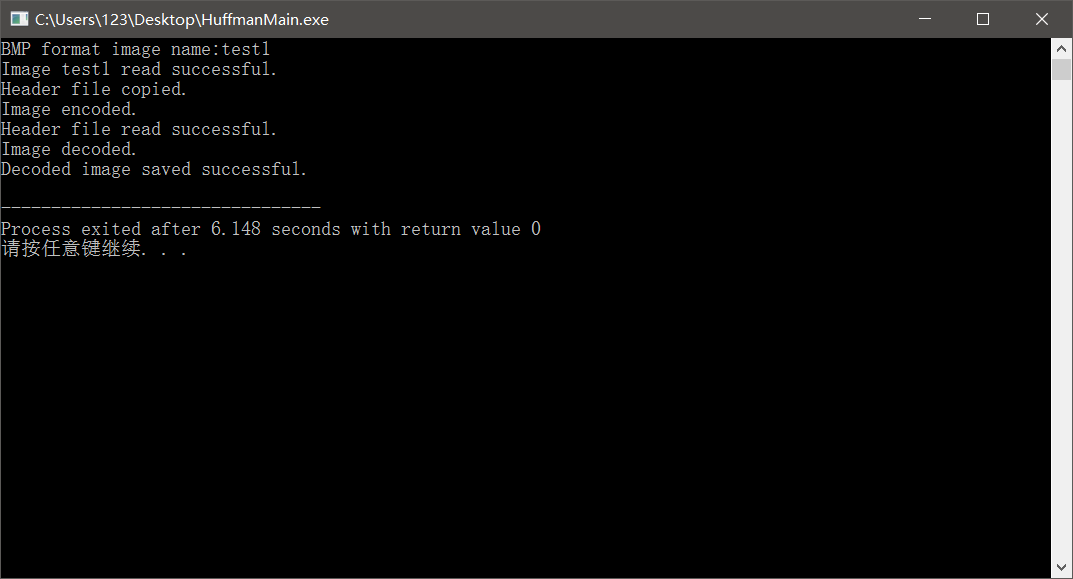 C:\Users\123\Desktop\HuffmanMain.exe
BMP format image name:test1
Image test1 read successful.
Header file copied.
Image encoded.
Header file read successful.
Image decoded.
Decoded image saved successful.
--------------------------------
Process exited after 6.148 seconds with return value 0
请按任意键继续. . .